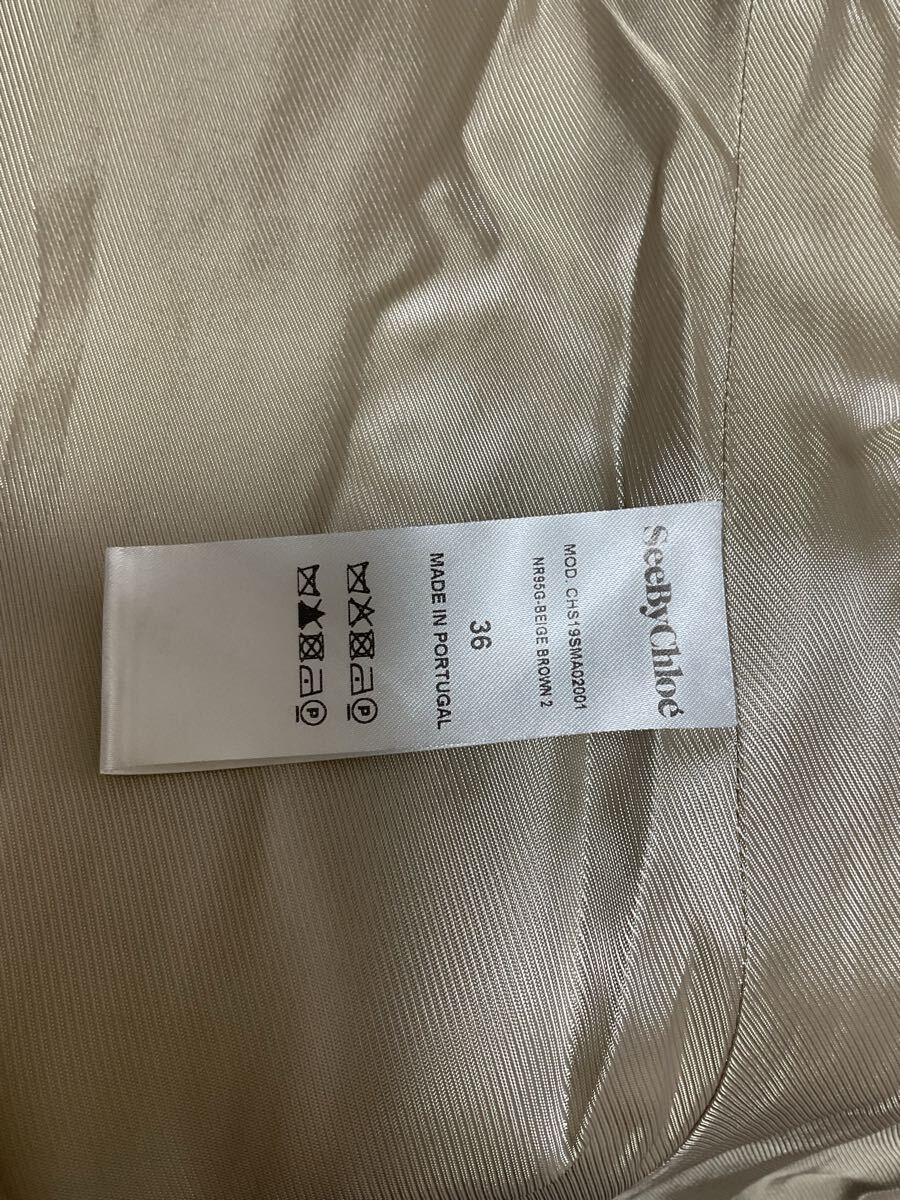 SeeByChloé
MOD. CHS19SMA02001
NR95G-BEIGE BROWN 2
36
MADE IN PORTUGAL
P
P